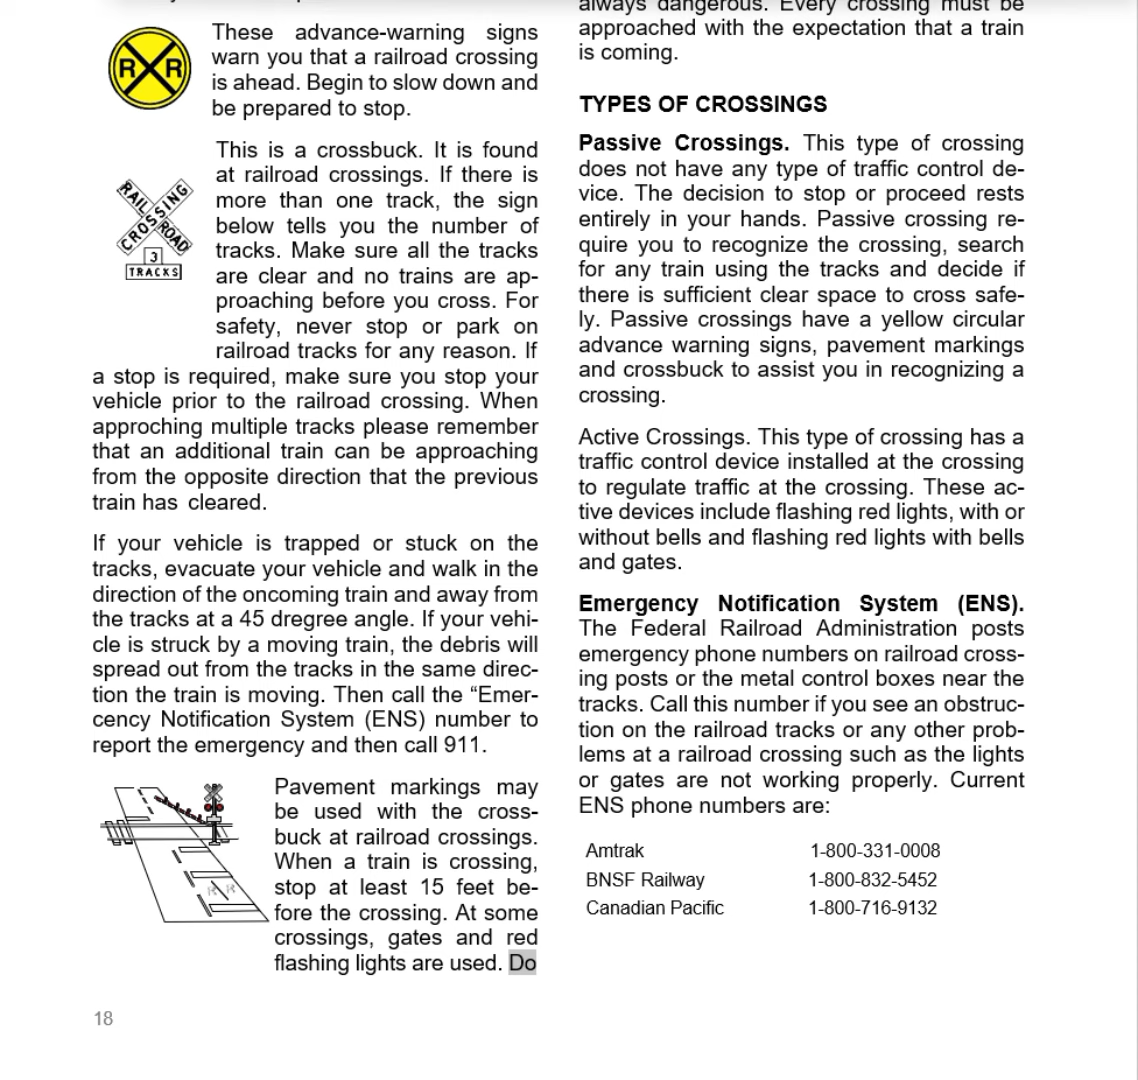 These advance-warning signs
warn you that a railroad crossing
is ahead. Begin to slow down and
be prepared to stop.
R R
This is a crossbuck. It is found
at railroad crossings. If there is
more than one track, the sign
below tells you the number of
tracks. Make sure all the tracks
are clear and no trains are ap-
proaching before you cross. For
safety, never stop or park on
railroad tracks for any reason. If
RAIL ROAD
CROSSING
3
TRACKS
a stop is required, make sure you stop your
vehicle prior to the railroad crossing. When
approching multiple tracks please remember
that an additional train can be approaching
from the opposite direction that the previous
train has cleared.
If your vehicle is trapped or stuck on the
tracks, evacuate your vehicle and walk in the
direction of the oncoming train and away from
the tracks at a 45 dregree angle. If your vehi-
cle is struck by a moving train, the debris will
spread out from the tracks in the same direc-
tion the train is moving. Then call the “Emer-
cency Notification System (ENS) number to
report the emergency and then call 911.
Pavement markings may
be used with the cross-
buck at railroad crossings.
When a train is crossing,
stop at least 15 feet be-
fore the crossing. At some
crossings, gates and red
flashing lights are used. Do
R R
18
always dangerous. Every crossing must be
approached with the expectation that a train
is coming.
TYPES OF CROSSINGS
Passive Crossings. This type of crossing
does not have any type of traffic control de-
vice. The decision to stop or proceed rests
entirely in your hands. Passive crossing re-
quire you to recognize the crossing, search
for any train using the tracks and decide if
there is sufficient clear space to cross safe-
ly. Passive crossings have a yellow circular
advance warning signs, pavement markings
and crossbuck to assist you in recognizing a
crossing.
Active Crossings. This type of crossing has a
traffic control device installed at the crossing
to regulate traffic at the crossing. These ac-
tive devices include flashing red lights, with or
without bells and flashing red lights with bells
and gates.
Emergency Notification System (ENS).
The Federal Railroad Administration posts
emergency phone numbers on railroad cross-
ing posts or the metal control boxes near the
tracks. Call this number if you see an obstruc-
tion on the railroad tracks or any other prob-
lems at a railroad crossing such as the lights
or gates are not working properly. Current
ENS phone numbers are:
Amtrak 1-800-331-0008
BNSF Railway 1-800-832-5452
Canadian Pacific 1-800-716-9132